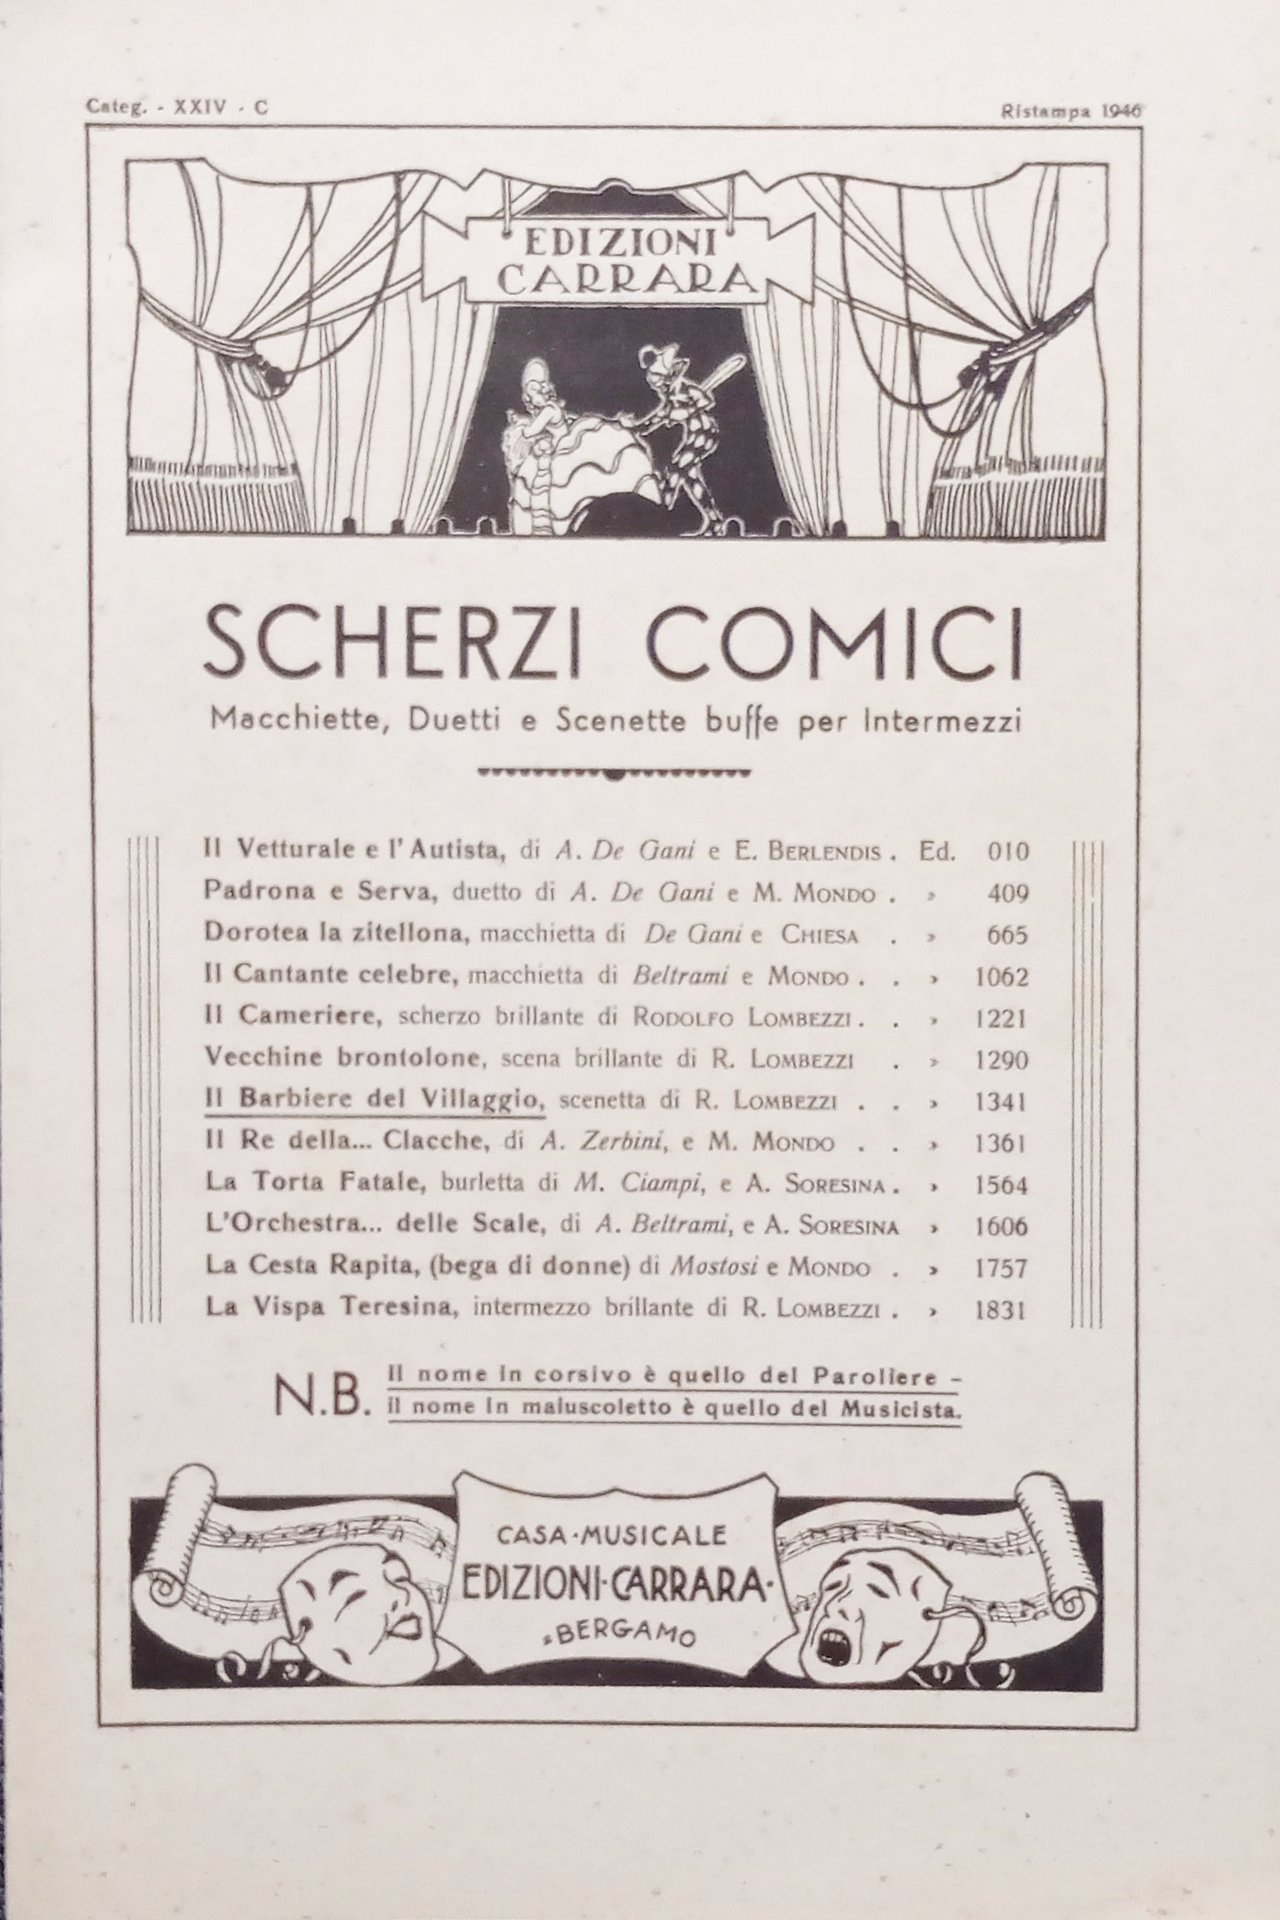 Categ. - XXIV - C
Ristampa 1946
EDIZIONI
CARRARA
SCHERZI COMICI
Macchiette, Duetti e Scenette buffe per Intermezzi
Il Vetturale e l'Autista, di A. De Gani e E. BERLENDIS . Ed. 010
Padrona e Serva, duetto di A. De Gani e M. MONDO . » 409
Dorotea la zitellona, macchietta di De Gani e CHIESA . » 665
Il Cantante celebre, macchietta di Beltrami e MONDO . . » 1062
Il Cameriere, scherzo brillante di RODOLFO LOMBEZZI . . » 1221
Vecchine brontolone, scena brillante di R. LOMBEZZI . » 1290
Il Barbiere del Villaggio, scenetta di R. LOMBEZZI . . » 1341
Il Re della... Clacche, di A. Zerbini, e M. MONDO . . » 1361
La Torta Fatale, burletta di M. Ciampi, e A. SORESINA . » 1564
L'Orchestra... delle Scale, di A. Beltrami, e A. SORESINA » 1606
La Cesta Rapita, (bega di donne) di Mostosi e MONDO . » 1757
La Vispa Teresina, intermezzo brillante di R. LOMBEZZI . » 1831
N.B. Il nome in corsivo è quello del Paroliere -
il nome in maiuscoletto è quello del Musicista.
CASA·MUSICALE
EDIZIONI·CARRARA·
BERGAMO